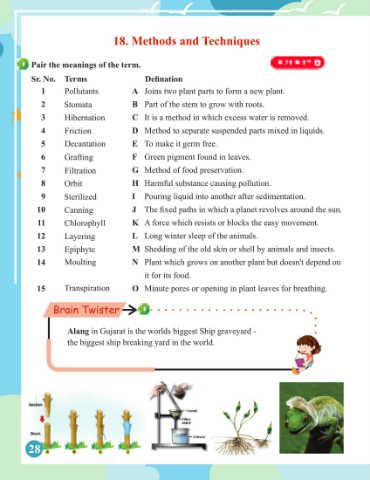 18. Methods and Techniques
Pair the meanings of the term.
Sr. No. Terms Defination
1 Pollutants A Joins two plant parts to form a new plant.
2 Stomata B Part of the stem to grow with roots.
3 Hibernation C It is a method in which excess water is removed.
4 Friction D Method to separate suspended parts mixed in liquids.
5 Decantation E To make it germ free.
6 Grafting F Green pigment found in leaves.
7 Filtration G Method of food preservation.
8 Orbit H Harmful substance causing pollution.
9 Sterilized I Pouring liquid into another after sedimentation.
10 Canning J The fixed paths in which a planet revolves around the sun.
11 Chlorophyll K A force which resists or blocks the easy movement.
12 Layering L Long winter sleep of the animals.
13 Epiphyte M Shedding of the old skin or shell by animals and insects.
14 Moulting N Plant which grows on another plant but doesn't depend on
it for its food.
15 Transpiration O Minute pores or opening in plant leaves for breathing.
Brain Twister
Alang in Gujarat is the worlds biggest Ship graveyard -
the biggest ship breaking yard in the world.
28